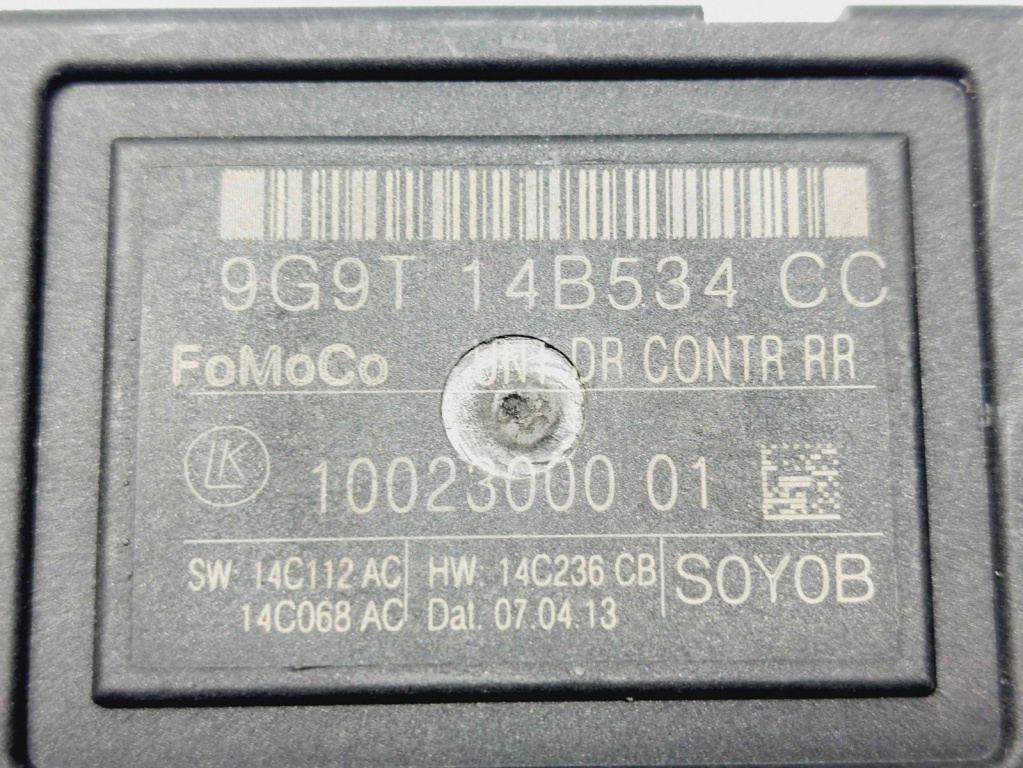 9G9T 14B534 CC
FoMoCo DR CONTR RR
LK
10023000 01
SW 14C112 AC HW 14C236 CB S0Y0B
14C068 AC Dat. 07.04.13